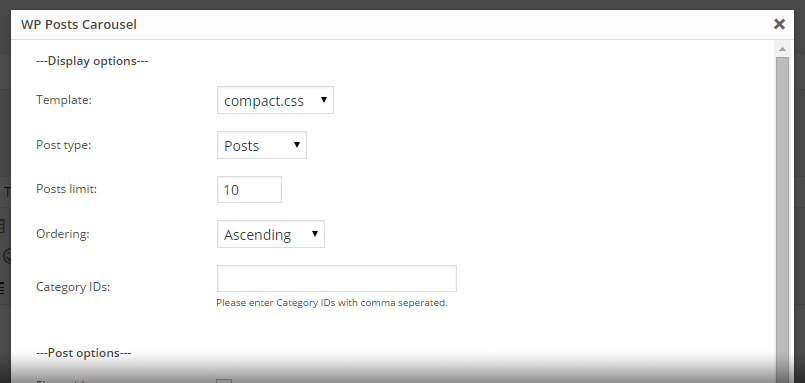 WP Posts Carousel
---Display options---
Template: compact.css
Post type: Posts
Posts limit: 10
Ordering: Ascending
Category IDs:
Please enter Category IDs with comma seperated.
---Post options---